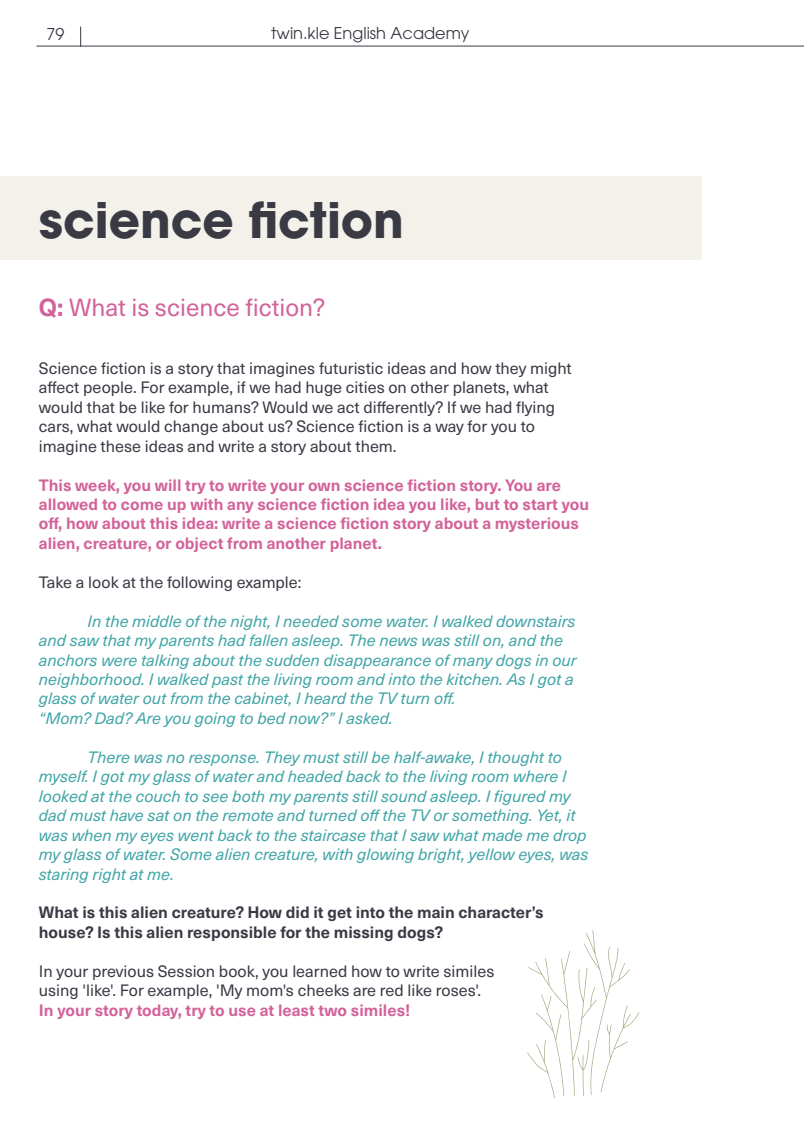 79
twin.kle English Academy
science fiction
Q: What is science fiction?
Science fiction is a story that imagines futuristic ideas and how they might
affect people. For example, if we had huge cities on other planets, what
would that be like for humans? Would we act differently? If we had flying
cars, what would change about us? Science fiction is a way for you to
imagine these ideas and write a story about them.
This week, you will try to write your own science fiction story. You are
allowed to come up with any science fiction idea you like, but to start you
off, how about this idea: write a science fiction story about a mysterious
alien, creature, or object from another planet.
Take a look at the following example:
In the middle of the night, I needed some water. I walked downstairs
and saw that my parents had fallen asleep. The news was still on, and the
anchors were talking about the sudden disappearance of many dogs in our
neighborhood. I walked past the living room and into the kitchen. As I got a
glass of water out from the cabinet, I heard the TV turn off.
“Mom? Dad? Are you going to bed now?” I asked.
There was no response. They must still be half-awake, I thought to
myself. I got my glass of water and headed back to the living room where I
looked at the couch to see both my parents still sound asleep. I figured my
dad must have sat on the remote and turned off the TV or something. Yet, it
was when my eyes went back to the staircase that I saw what made me drop
my glass of water. Some alien creature, with glowing bright, yellow eyes, was
staring right at me.
What is this alien creature? How did it get into the main character's
house? Is this alien responsible for the missing dogs?
In your previous Session book, you learned how to write similes
using 'like'. For example, 'My mom's cheeks are red like roses'.
In your story today, try to use at least two similes!